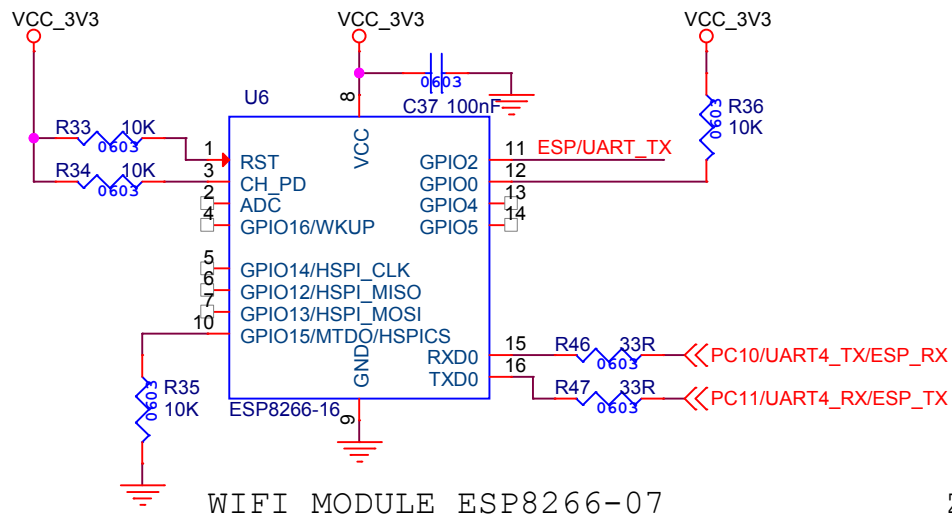 VCC_3V3 VCC_3V3 VCC_3V3
0603
U6 C37 100nF
8
R36
0603
10K
R33 10K
0603
R34 10K
0603
VCC
1 RST
3 CH_PD
2 ADC
4 GPIO16/WKUP
5 GPIO14/HSPI_CLK
6 GPIO12/HSPI_MISO
7 GPIO13/HSPI_MOSI
10 GPIO15/MTDO/HSPICS
GPIO2 11 ESP/UART_TX
GPIO0 12
GPIO4 13
GPIO5 14
RXD0 15 R46 33R PC10/UART4_TX/ESP_RX
0603
TXD0 16 R47 33R PC11/UART4_RX/ESP_TX
0603
GND
9
R35
0603
10K
ESP8266-16
WIFI MODULE ESP8266-07